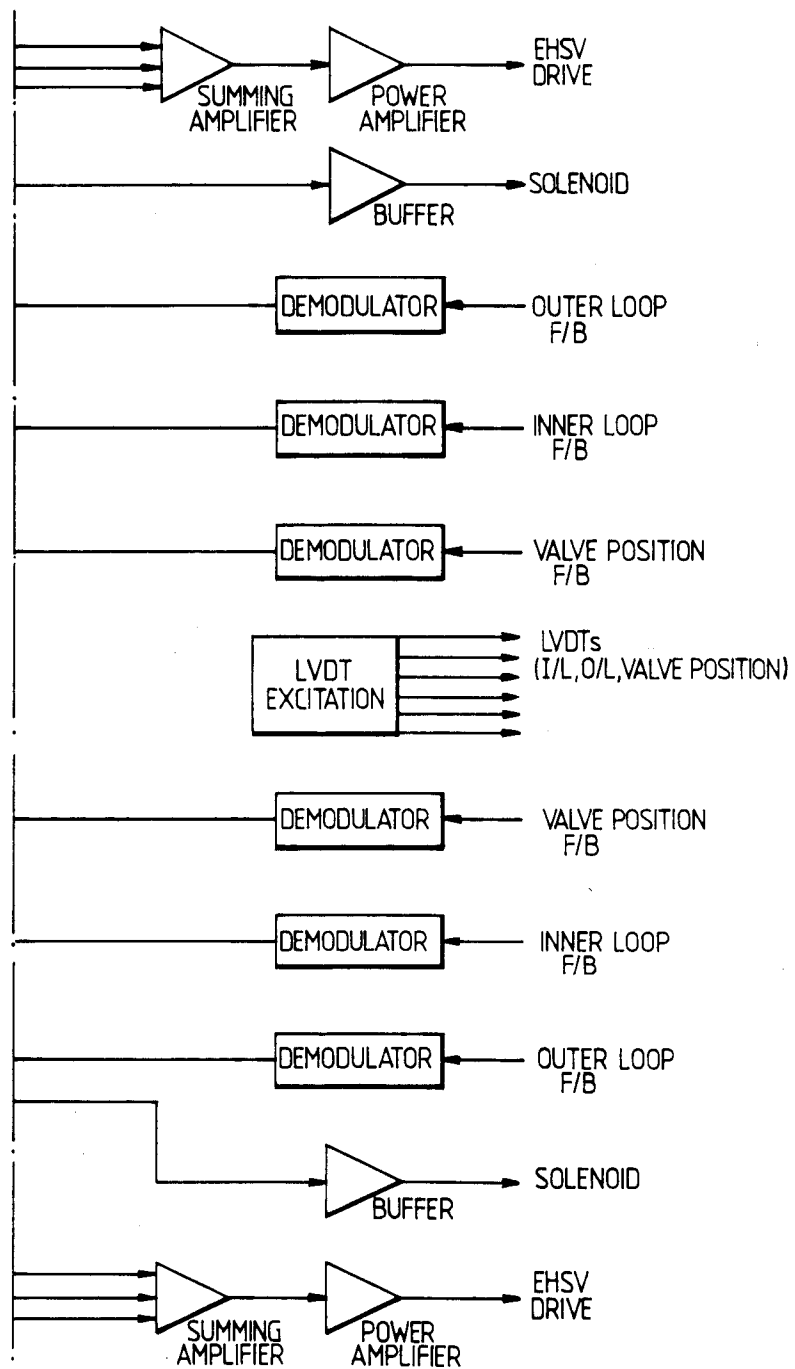 EHSV
DRIVE
SUMMING
AMPLIFIER
POWER
AMPLIFIER
SOLENOID
BUFFER
DEMODULATOR
OUTER LOOP
F/B
DEMODULATOR
INNER LOOP
F/B
DEMODULATOR
VALVE POSITION
F/B
LVDT
EXCITATION
LVDTs
(I/L,O/L,VALVE POSITION)
DEMODULATOR
VALVE POSITION
F/B
DEMODULATOR
INNER LOOP
F/B
DEMODULATOR
OUTER LOOP
F/B
SOLENOID
BUFFER
EHSV
DRIVE
SUMMING
AMPLIFIER
POWER
AMPLIFIER